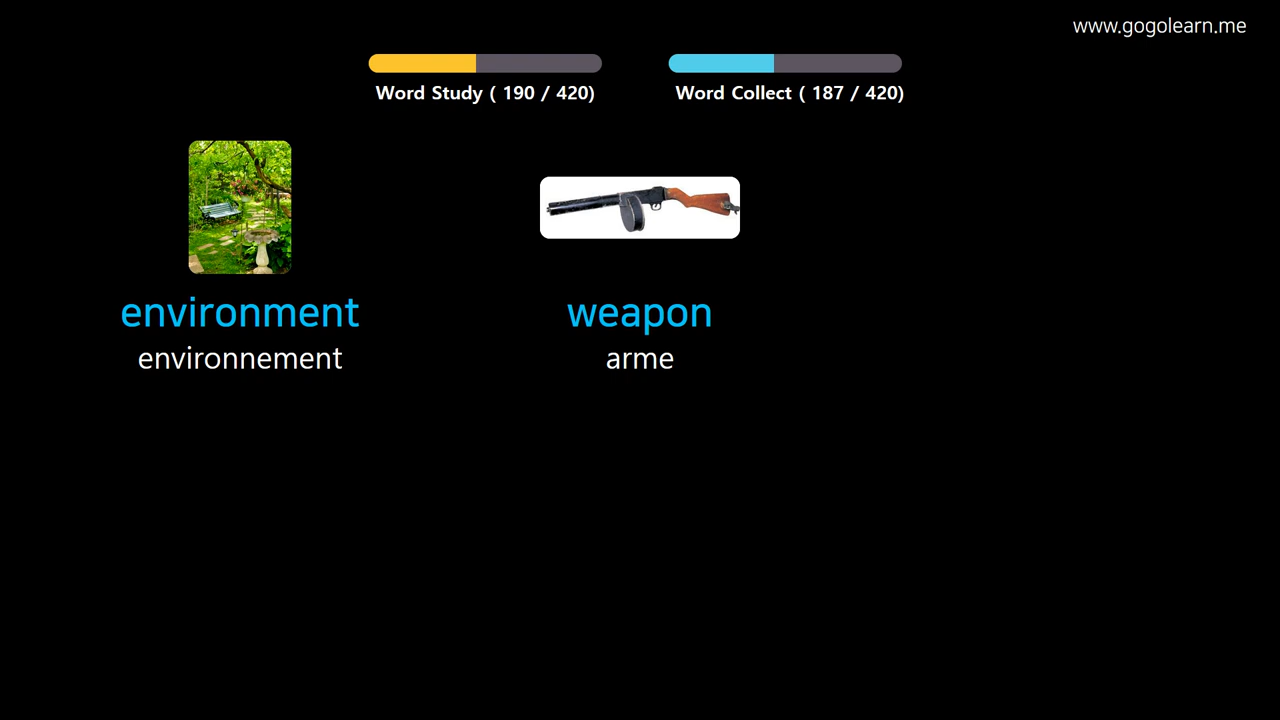 www.gogolearn.me
Word Study ( 190 / 420)
Word Collect ( 187 / 420)
environment
environnement
weapon
arme